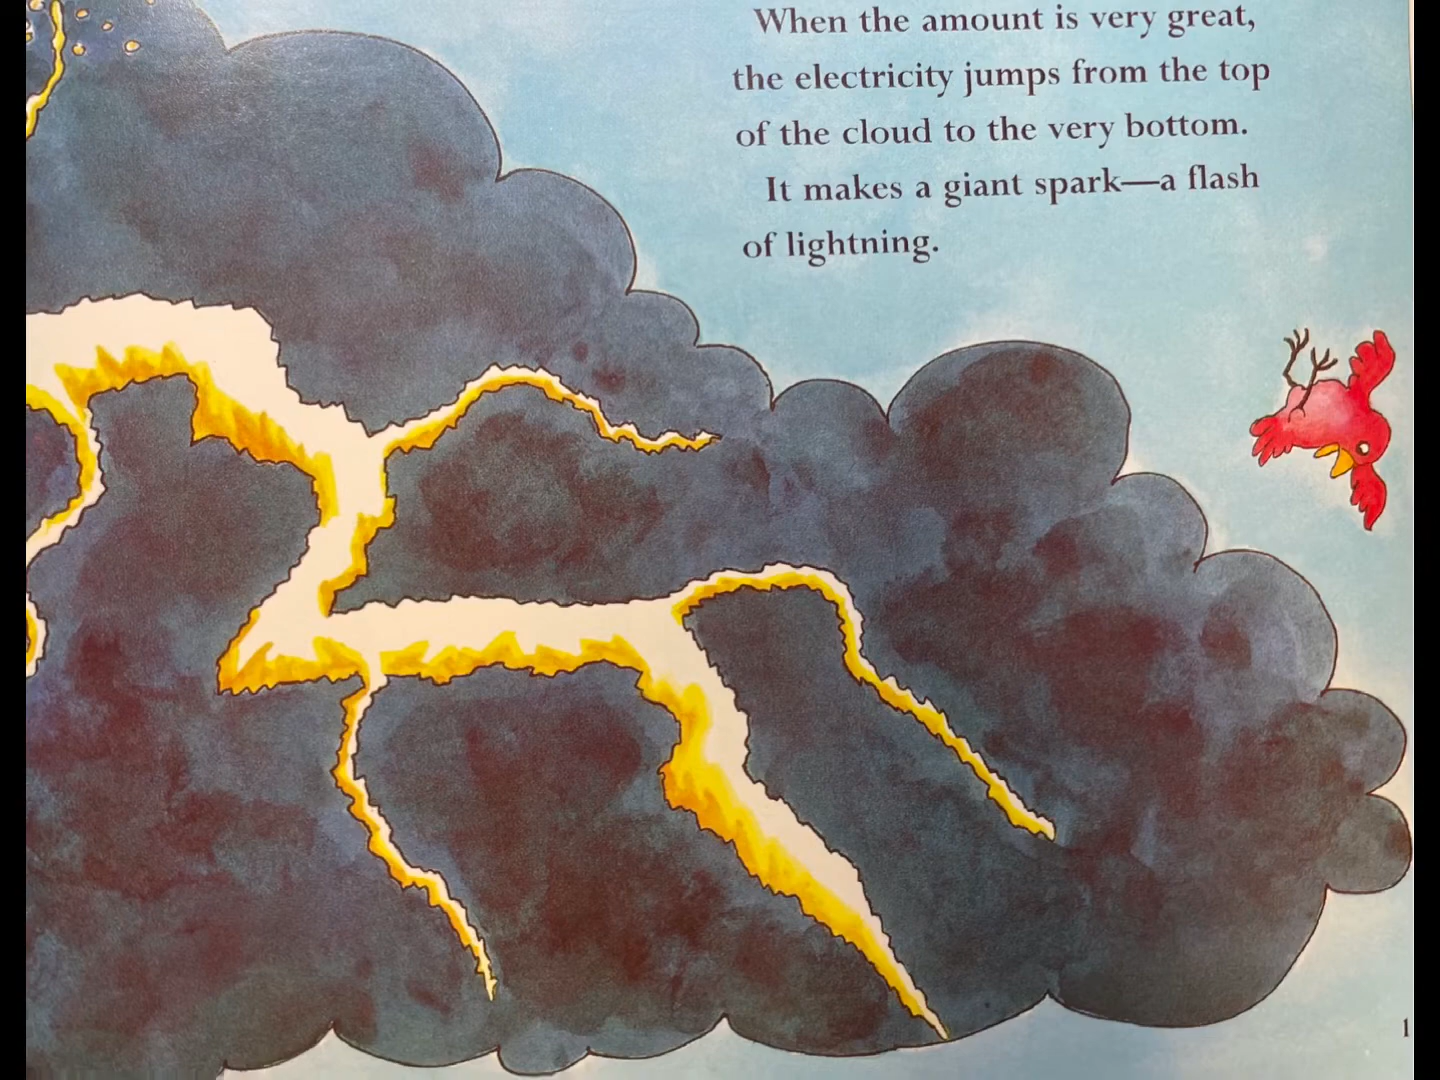 When the amount is very great,
the electricity jumps from the top
of the cloud to the very bottom.
It makes a giant spark—a flash
of lightning.
1